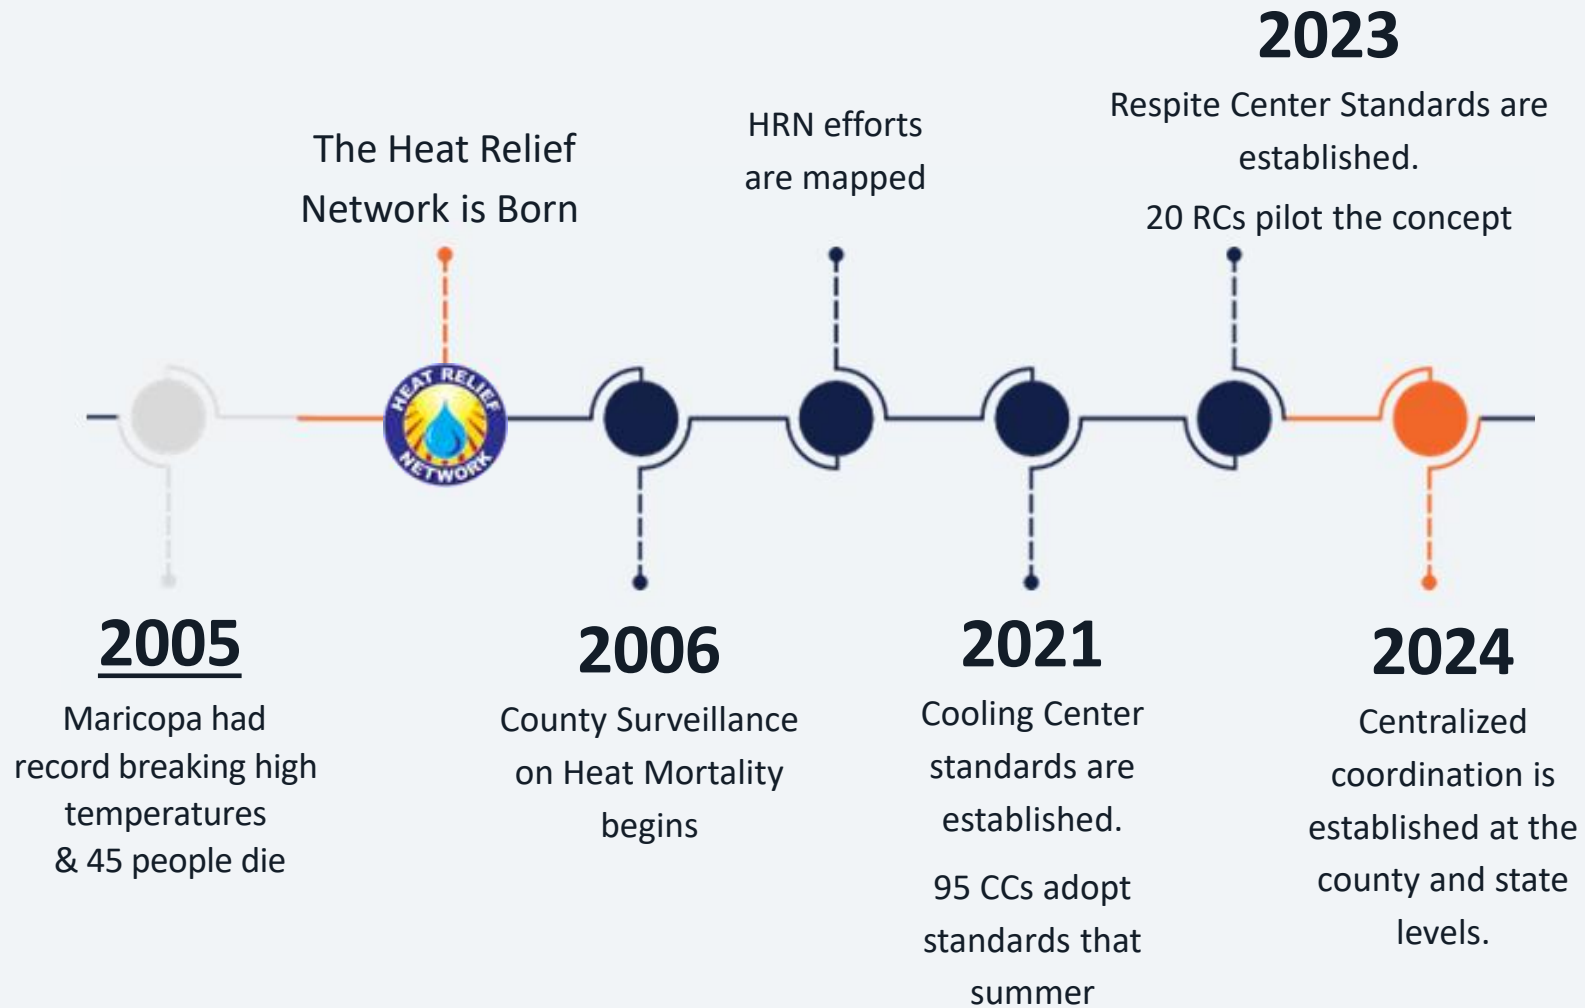 2005
Maricopa had
record breaking high
temperatures
& 45 people die
The Heat Relief
Network is Born
HEAT RELIEF
NETWORK
2006
County Surveillance
on Heat Mortality
begins
HRN efforts
are mapped
2021
Cooling Center
standards are
established.
95 CCs adopt
standards that
summer
2023
Respite Center Standards are
established.
20 RCs pilot the concept
2024
Centralized
coordination is
established at the
county and state
levels.